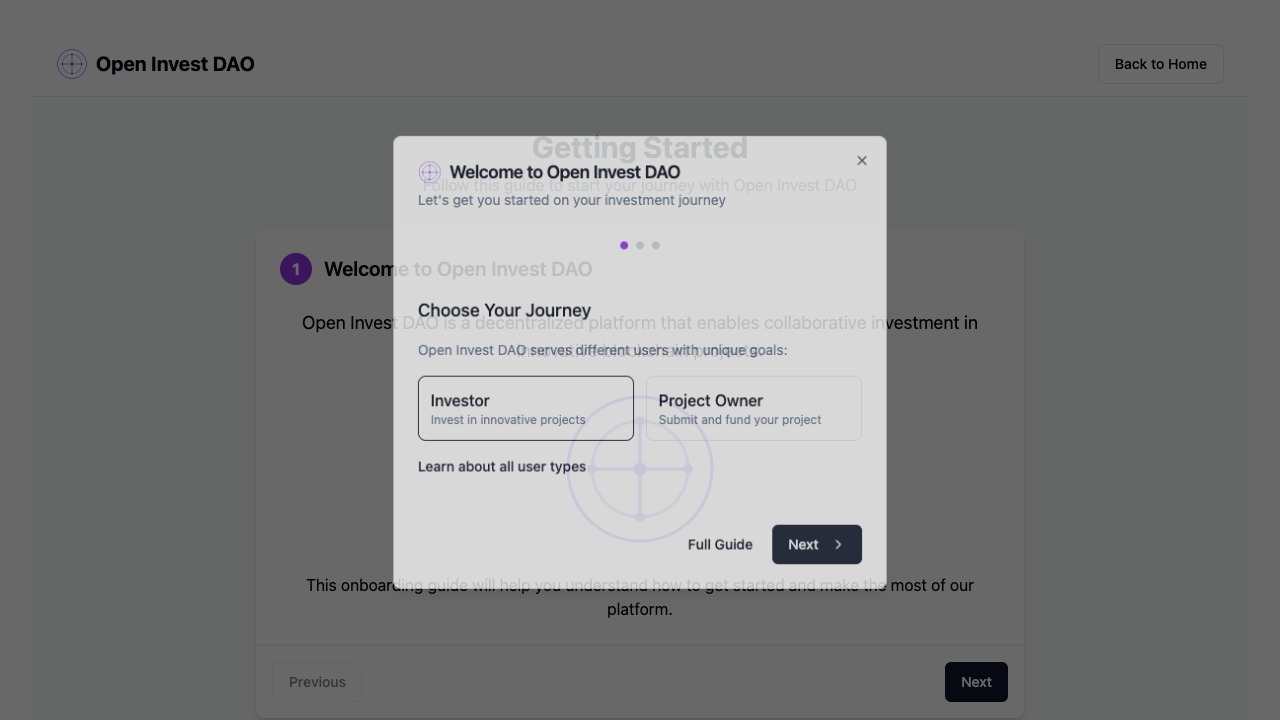 Open Invest DAO
Back to Home
Getting Started
Follow this guide to start your journey with Open Invest DAO
Welcome to Open Invest DAO
Let's get you started on your investment journey
1
Welcome to Open Invest DAO
Choose Your Journey
Open Invest DAO is a decentralized platform that enables collaborative investment in
innovative blockchain projects.
Open Invest DAO serves different users with unique goals:
Investor
Invest in innovative projects
Project Owner
Submit and fund your project
Learn about all user types
Full Guide
Next
This onboarding guide will help you understand how to get started and make the most of our
platform.
Previous
Next